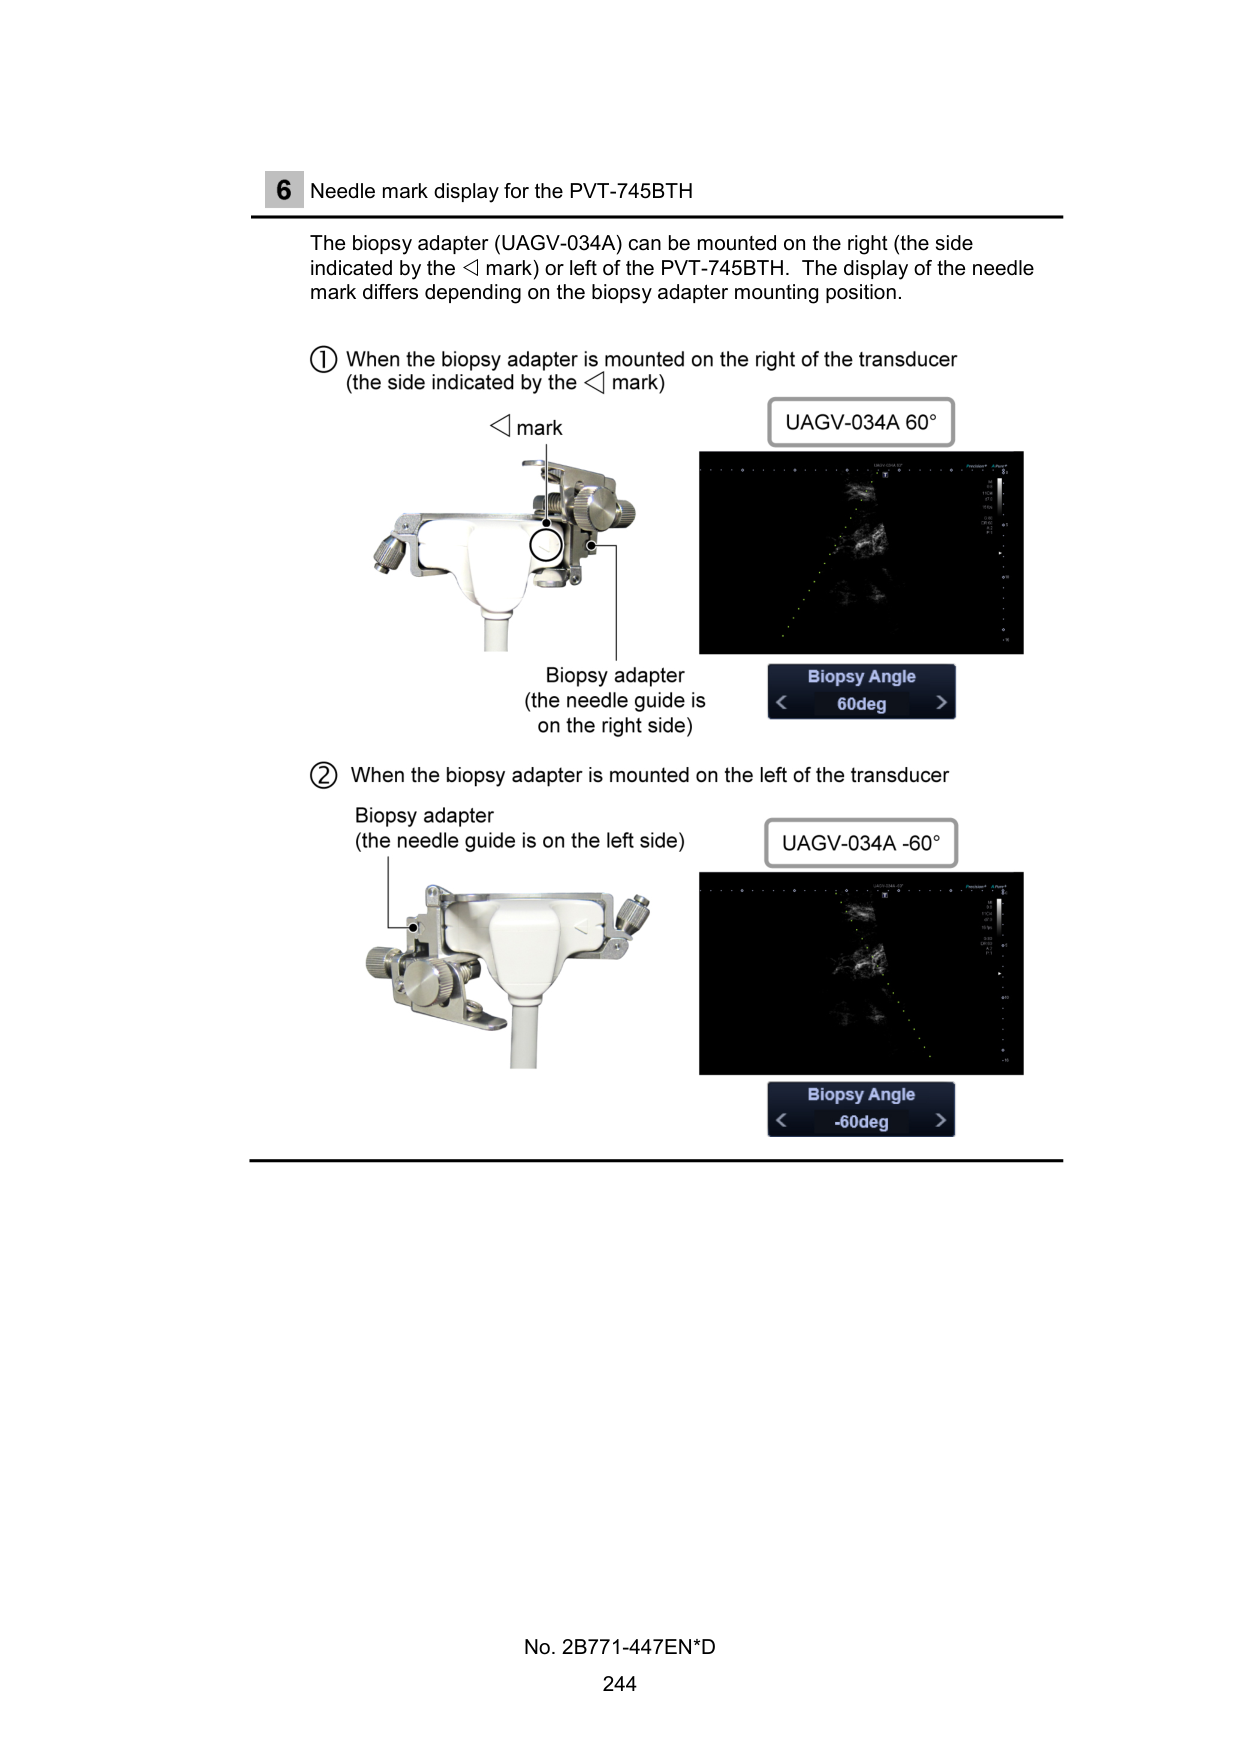 6 Needle mark display for the PVT-745BTH
The biopsy adapter (UAGV-034A) can be mounted on the right (the side
indicated by the ◁ mark) or left of the PVT-745BTH.  The display of the needle
mark differs depending on the biopsy adapter mounting position.
① When the biopsy adapter is mounted on the right of the transducer
(the side indicated by the ◁ mark)
◁ mark
UAGV-034A 60°
Biopsy adapter
(the needle guide is
on the right side)
Biopsy Angle
< 60deg >
② When the biopsy adapter is mounted on the left of the transducer
Biopsy adapter
(the needle guide is on the left side)
UAGV-034A -60°
Biopsy Angle
< -60deg >
No. 2B771-447EN*D
244